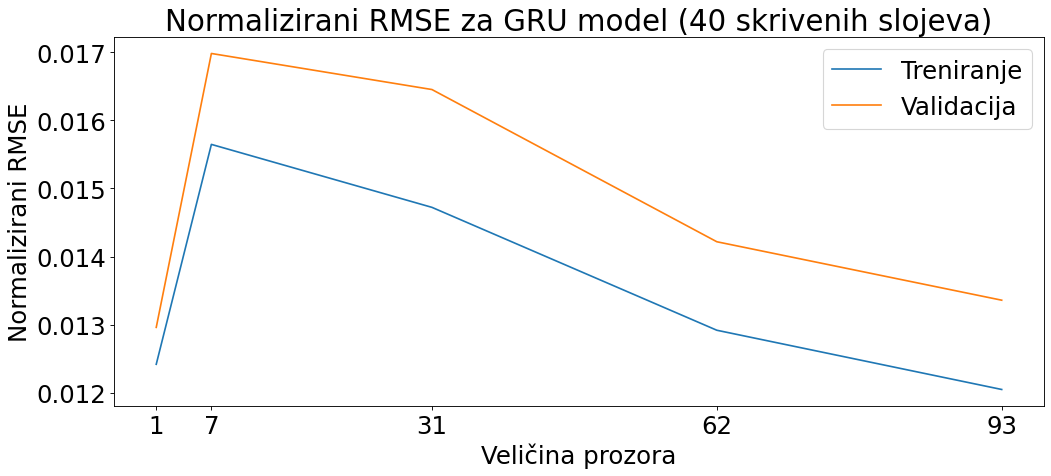 Normalizirani RMSE za GRU model (40 skrivenih slojeva)
Treniranje
Validacija
Normalizirani RMSE
0.017
0.016
0.015
0.014
0.013
0.012
1 7 31 62 93
Veličina prozora